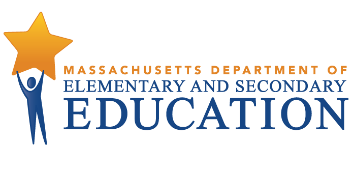 MASSACHUSETTS DEPARTMENT OF
ELEMENTARY AND SECONDARY
EDUCATION